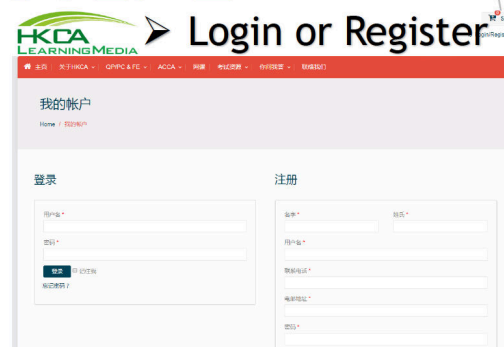 HKCA
LEARNINGMEDIA
➤ Login or Register
主页 关于HKCA QP/PC & FE ACCA 网课 考试资源 你问我答 联络我们
我的帐户
Home / 我的帐户
登录
注册
用户名 *
密码 *
登录 记住我
忘记密码？
名字 *
姓氏 *
用户名 *
联系电话 *
电邮地址 *
密码 *